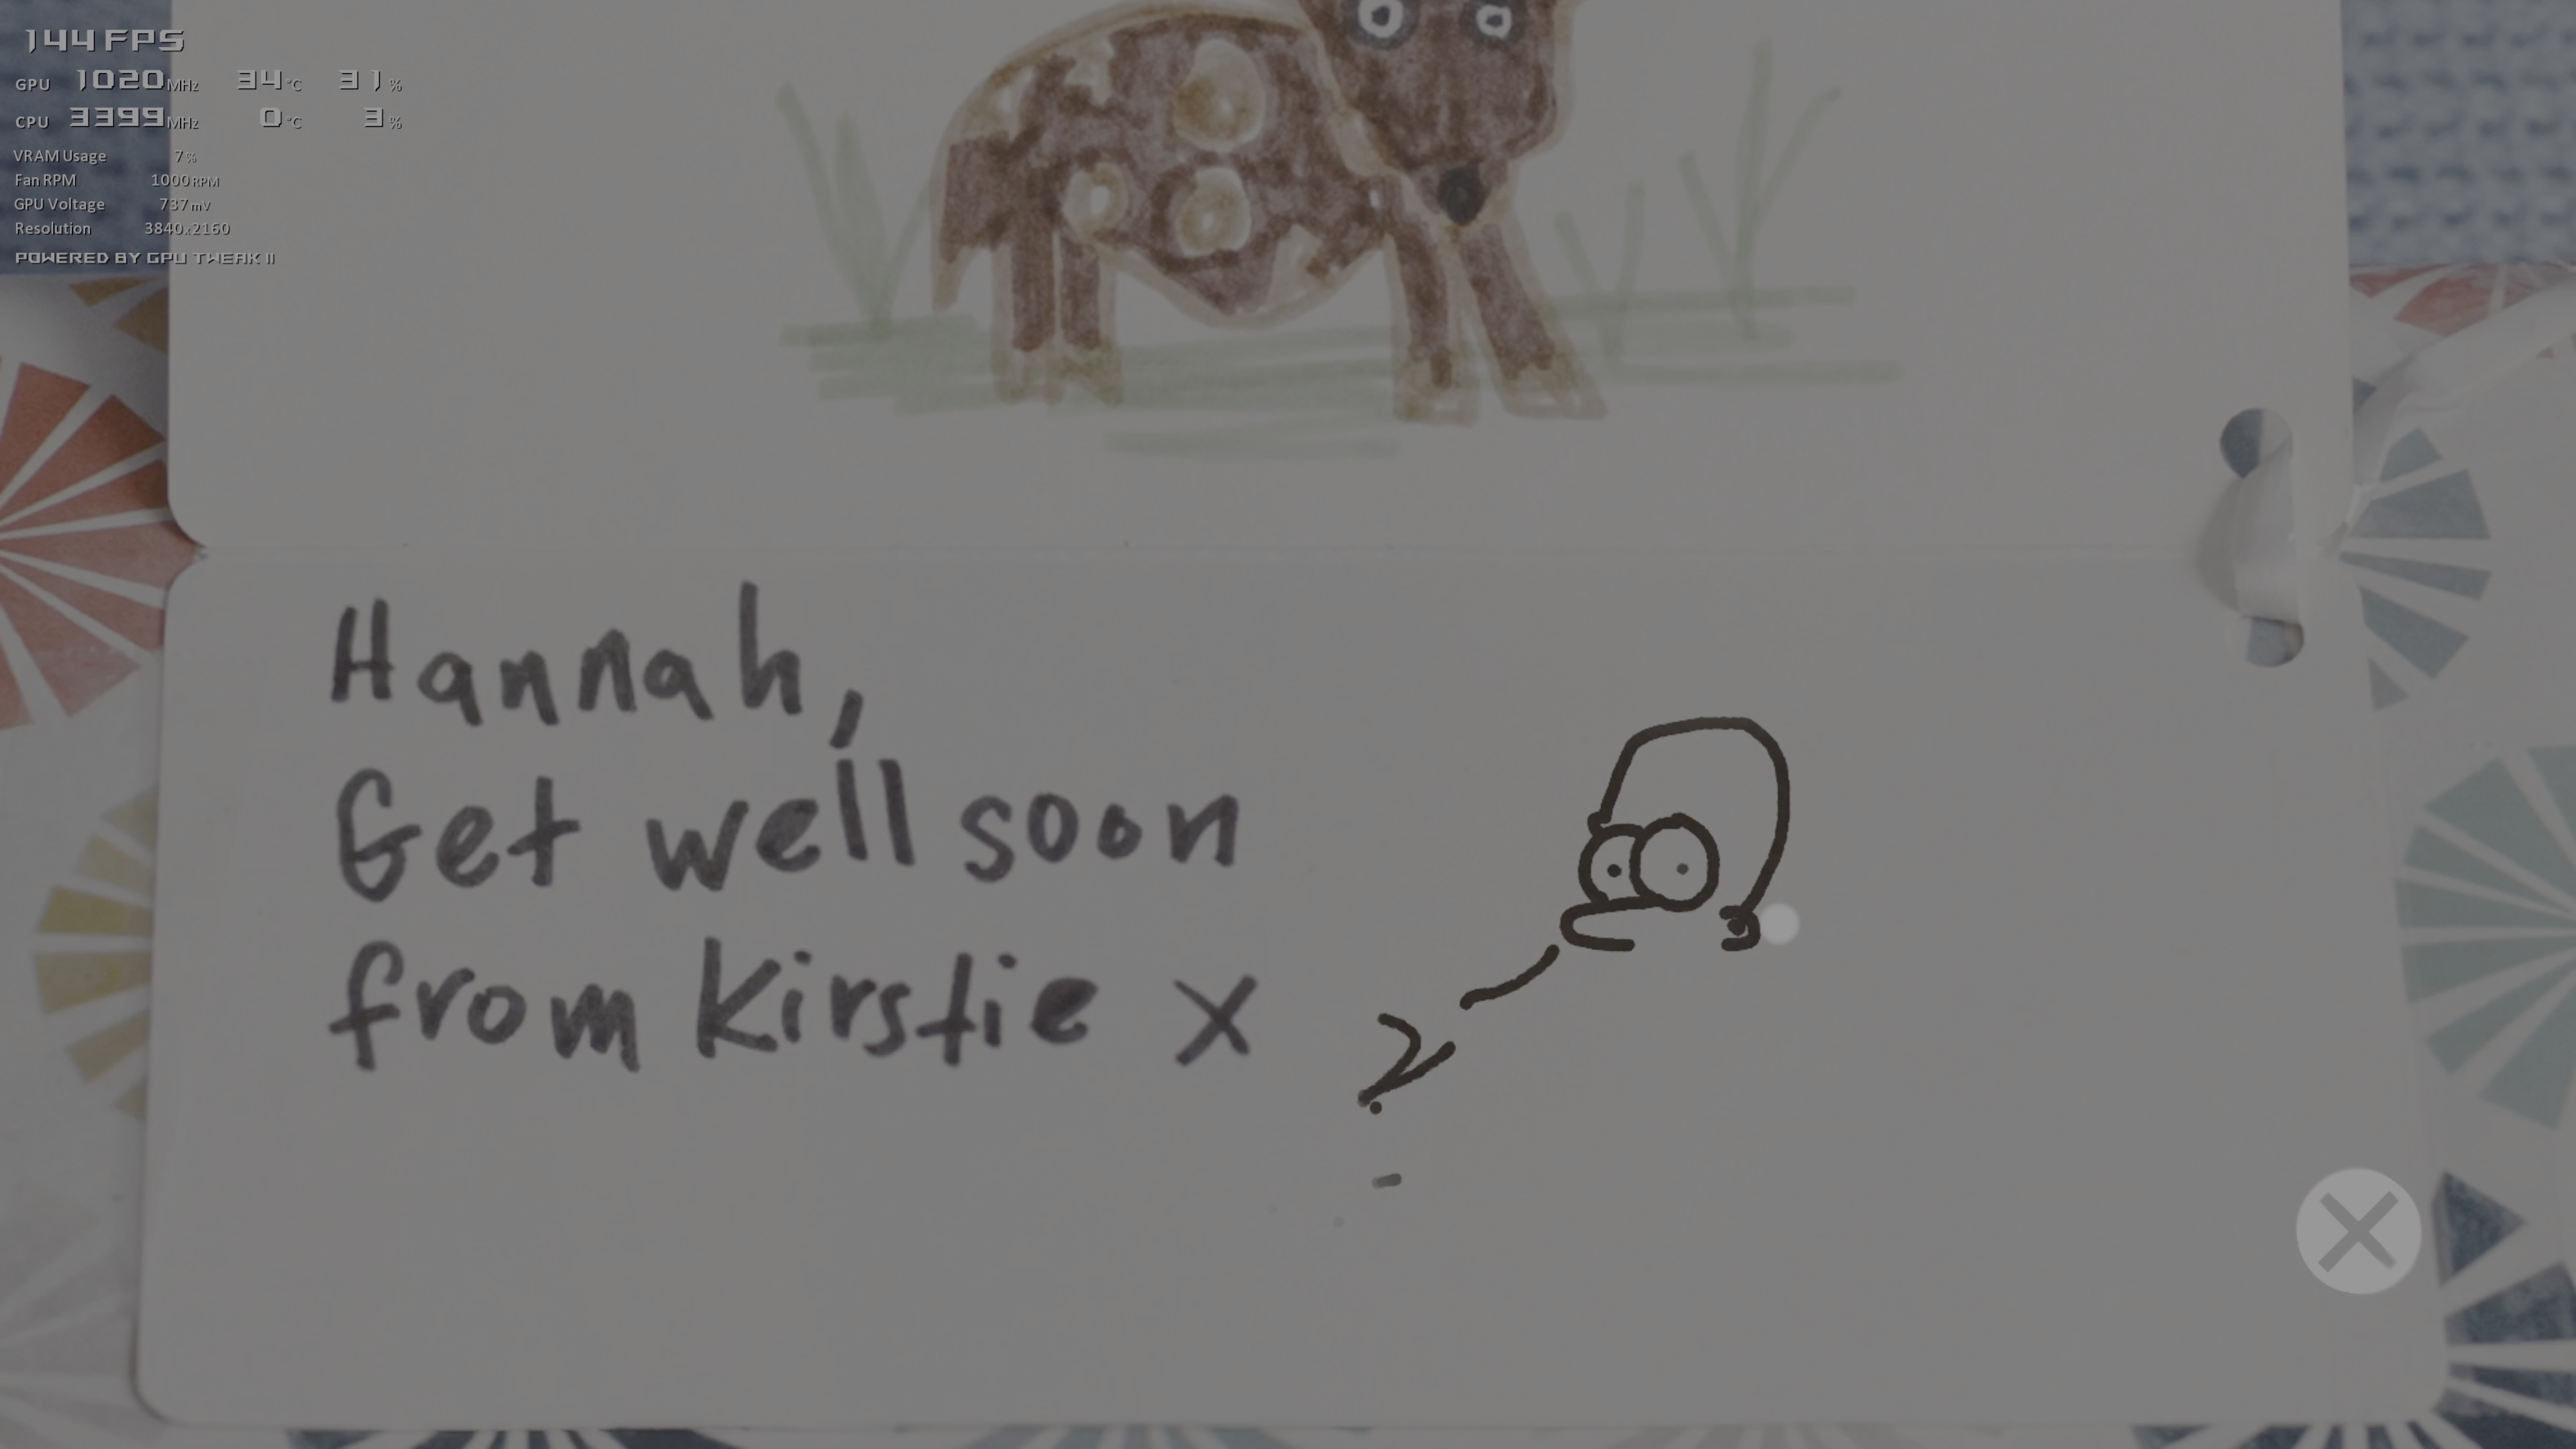 144 FPS
GPU 1020 MHz 34 °C 31 %
CPU 3399 MHz 0 °C 3 %
VRAM Usage 7 %
Fan RPM 1000 RPM
GPU Voltage 737 mv
Resolution 3840x2160
POWERED BY GPU TWEAK II
Hannah,
Get well soon
from Kirstie x